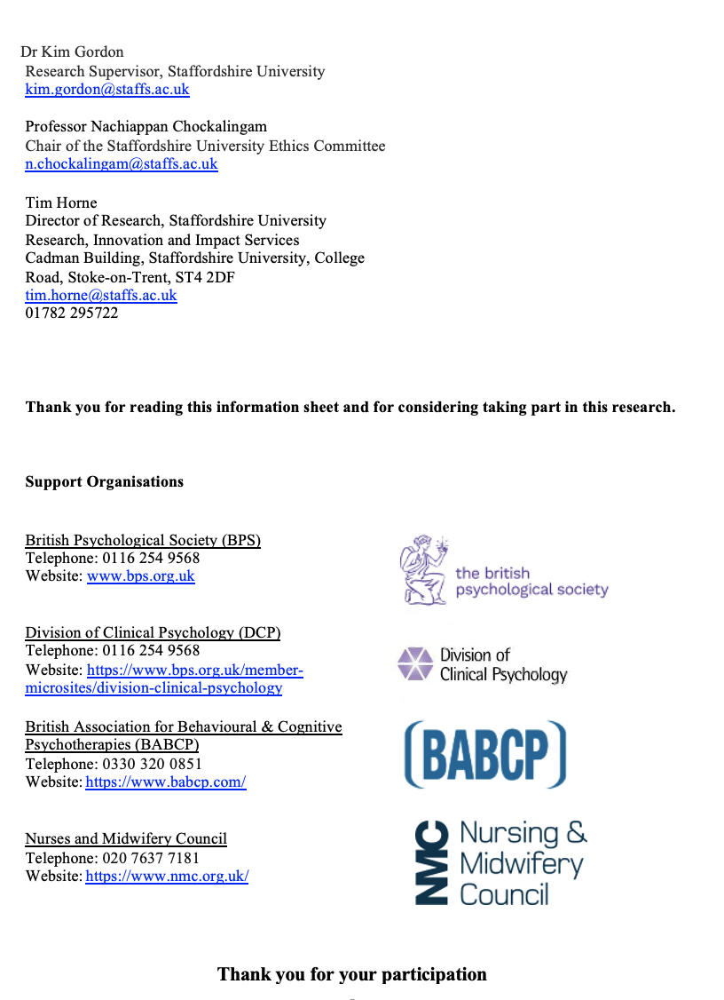 Dr Kim Gordon
Research Supervisor, Staffordshire University
kim.gordon@staffs.ac.uk
Professor Nachiappan Chockalingam
Chair of the Staffordshire University Ethics Committee
n.chockalingam@staffs.ac.uk
Tim Horne
Director of Research, Staffordshire University
Research, Innovation and Impact Services
Cadman Building, Staffordshire University, College
Road, Stoke-on-Trent, ST4 2DF
tim.horne@staffs.ac.uk
01782 295722
Thank you for reading this information sheet and for considering taking part in this research.
Support Organisations
British Psychological Society (BPS)
Telephone: 0116 254 9568
Website: www.bps.org.uk
the british
psychological society
Division of Clinical Psychology (DCP)
Telephone: 0116 254 9568
Website: https://www.bps.org.uk/member-
microsites/division-clinical-psychology
Division of
Clinical Psychology
British Association for Behavioural & Cognitive
Psychotherapies (BABCP)
Telephone: 0330 320 0851
Website: https://www.babcp.com/
(BABCP)
Nurses and Midwifery Council
Telephone: 020 7637 7181
Website: https://www.nmc.org.uk/
NMC
Nursing &
Midwifery
Council
Thank you for your participation